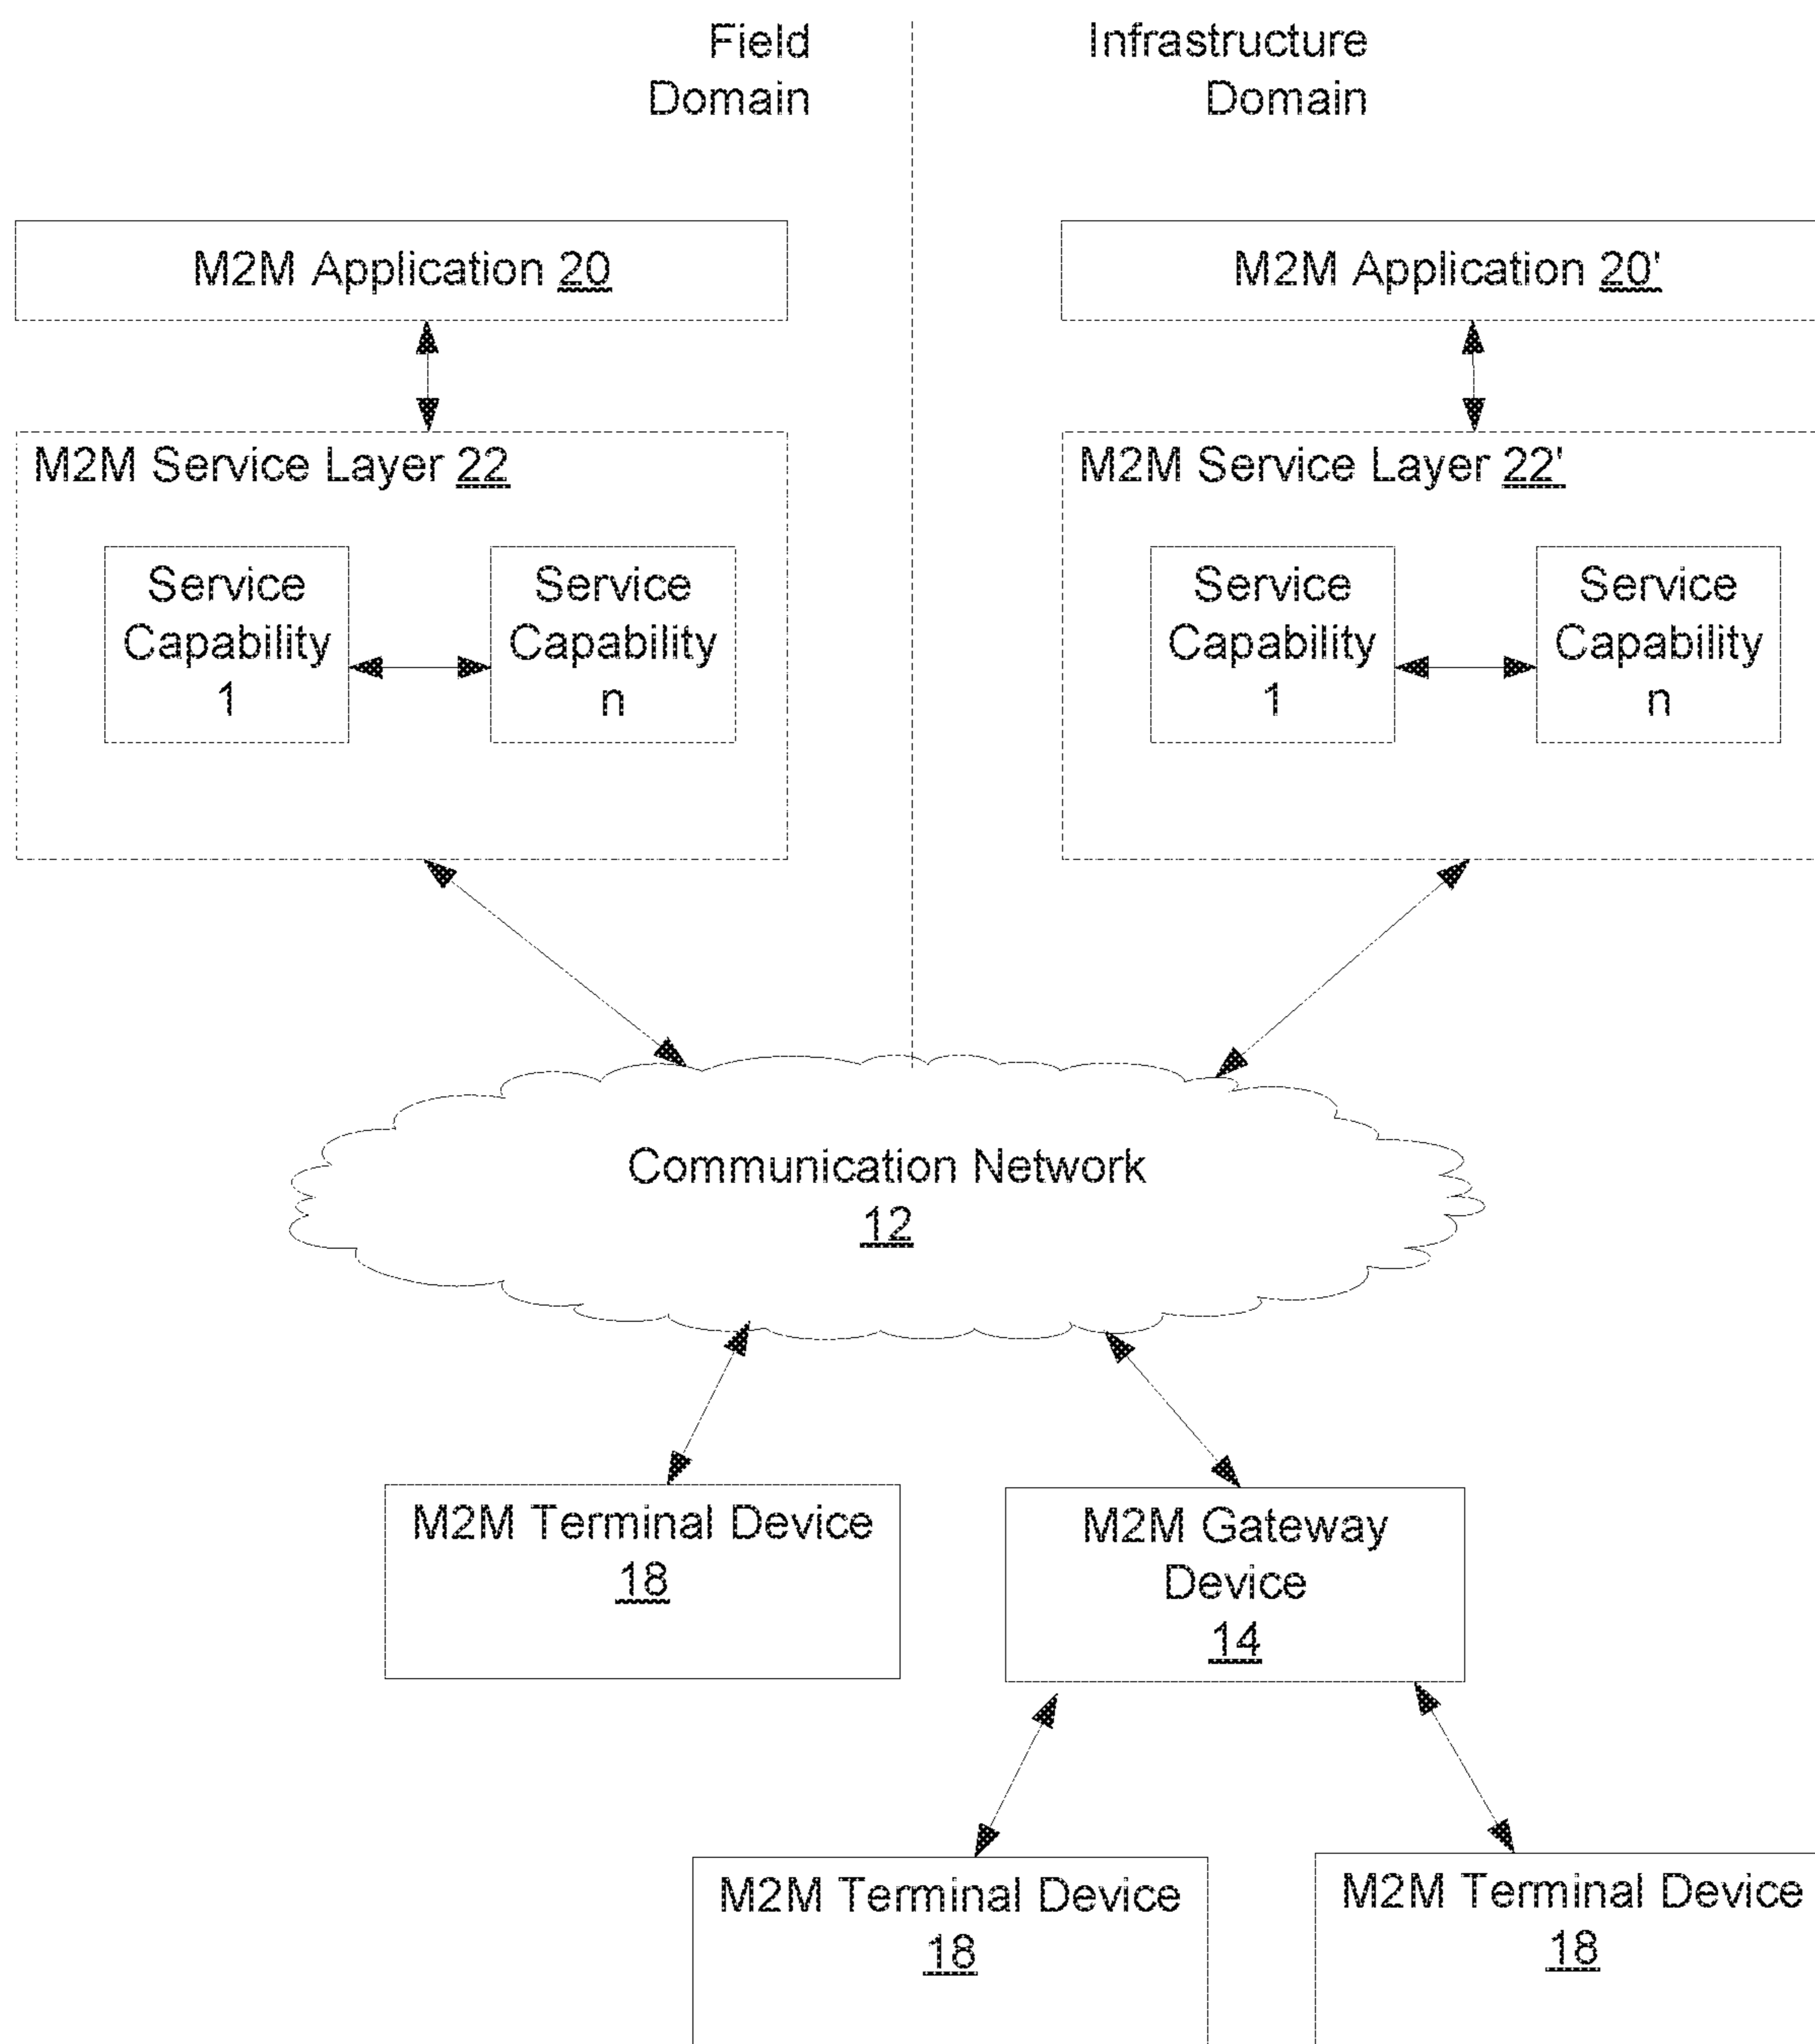 Field
Domain
Infrastructure
Domain
M2M Application 20
M2M Application 20'
M2M Service Layer 22
M2M Service Layer 22'
Service
Capability
1
Service
Capability
n
Service
Capability
1
Service
Capability
n
Communication Network
12
M2M Terminal Device
18
M2M Gateway
Device
14
M2M Terminal Device
18
M2M Terminal Device
18